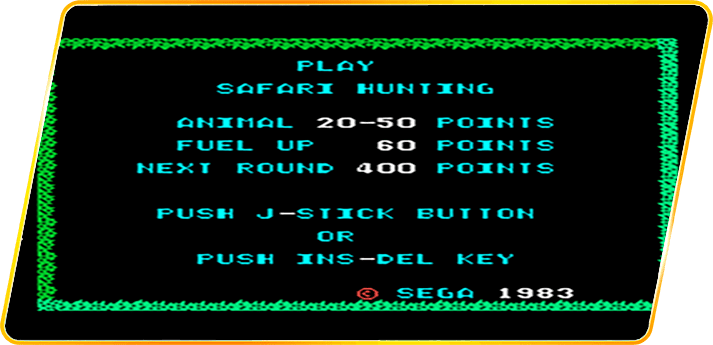 PLAY
SAFARI HUNTING
ANIMAL 20-50 POINTS
FUEL UP 60 POINTS
NEXT ROUND 400 POINTS
PUSH J-STICK BUTTON
OR
PUSH INS-DEL KEY
© SEGA 1983